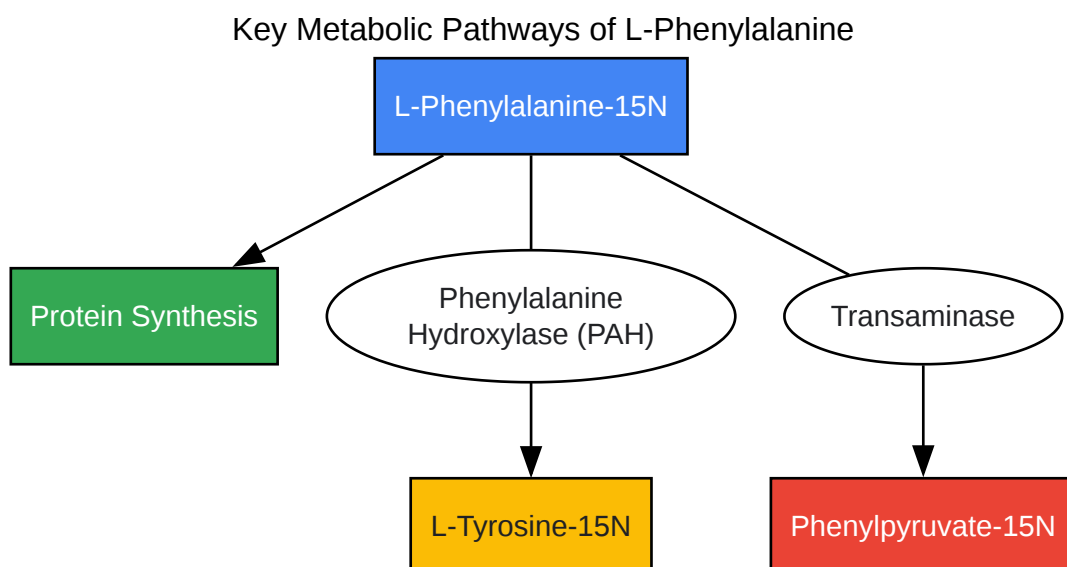 Key Metabolic Pathways of L-Phenylalanine
L-Phenylalanine-15N
Protein Synthesis
Phenylalanine
Hydroxylase (PAH)
Transaminase
L-Tyrosine-15N
Phenylpyruvate-15N